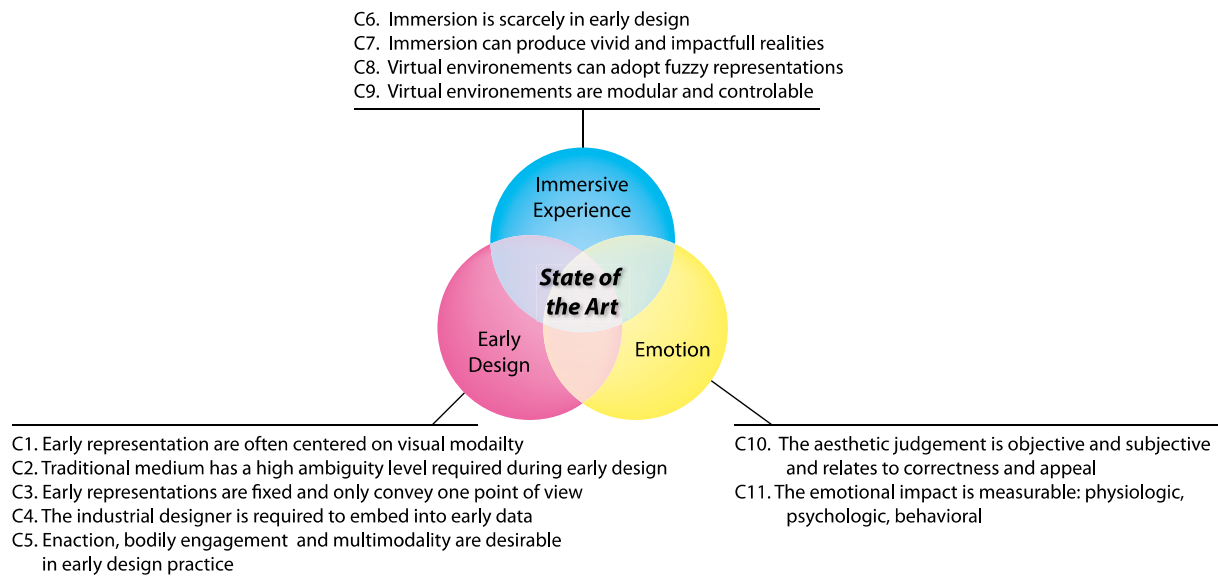 C6. Immersion is scarcely in early design
C7. Immersion can produce vivid and impactfull realities
C8. Virtual environements can adopt fuzzy representations
C9. Virtual environements are modular and controlable
Immersive
Experience
State of
the Art
Early
Design
Emotion
C1. Early representation are often centered on visual modailty
C2. Traditional medium has a high ambiguity level required during early design
C3. Early representations are fixed and only convey one point of view
C4. The industrial designer is required to embed into early data
C5. Enaction, bodily engagement and multimodality are desirable
in early design practice
C10. The aesthetic judgement is objective and subjective
and relates to correctness and appeal
C11. The emotional impact is measurable: physiologic,
psychologic, behavioral